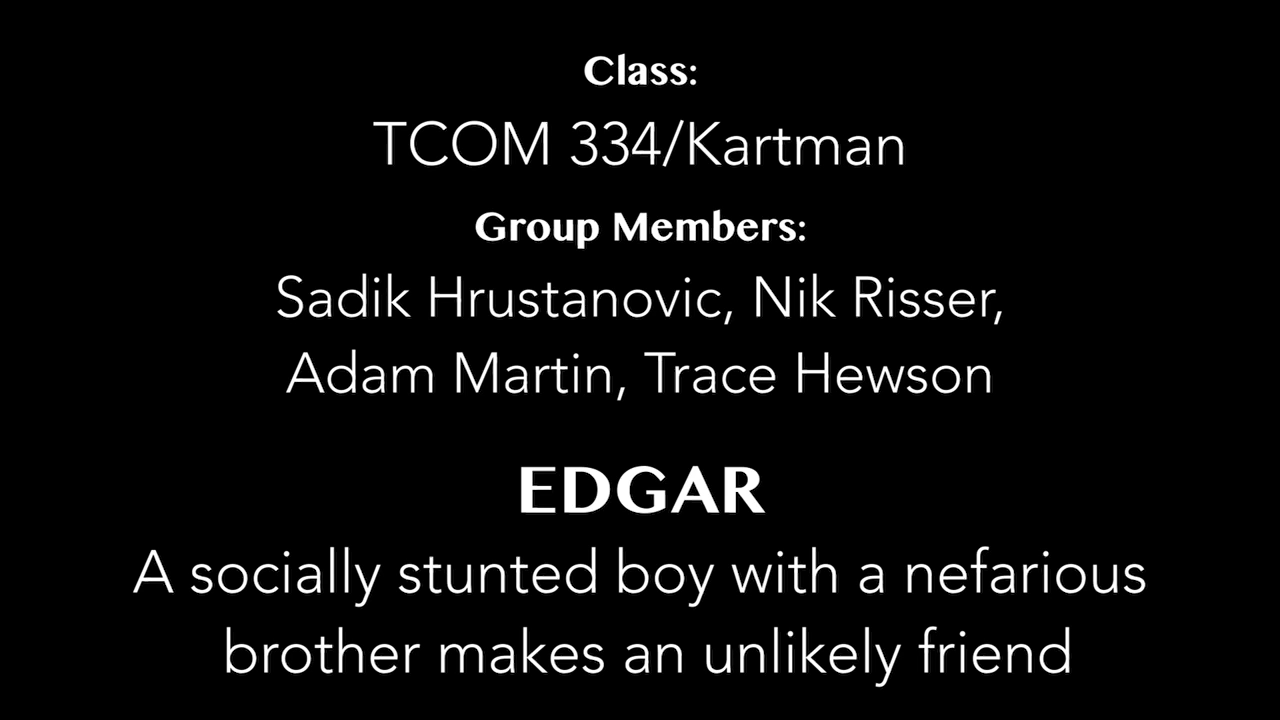 Class:
TCOM 334/Kartman
Group Members:
Sadik Hrustanovic, Nik Risser,
Adam Martin, Trace Hewson
EDGAR
A socially stunted boy with a nefarious
brother makes an unlikely friend